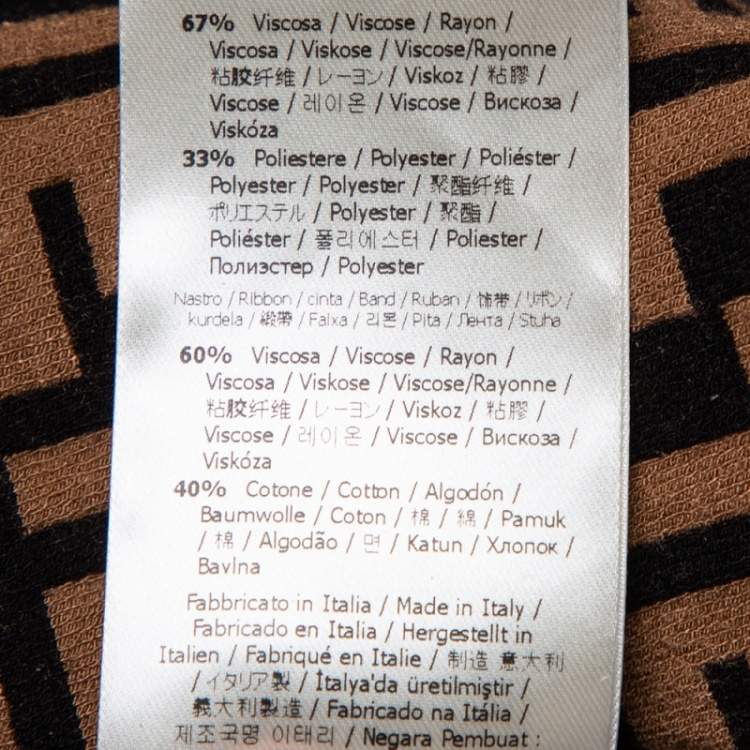 67% Viscosa / Viscose / Rayon /
Viscosa / Viskose / Viscose/Rayonne /
粘胶纤维 / レーヨン / Viskoz / 粘膠 /
Viscose / 레이온 / Viscose / Вискоза /
Viskóza
33% Poliestere / Polyester / Poliéster /
Polyester / Polyester / 聚酯纤维 /
ポリエステル / Polyester / 聚酯 /
Poliéster / 폴리에스터 / Poliester /
Полиэстер / Polyester
Nastro / Ribbon / cinta / Band / Ruban / 饰带 / リボン /
kurdela / 緞帶 / Faixa / 리본 / Pita / Лента / Stuha
60% Viscosa / Viscose / Rayon /
Viscosa / Viskose / Viscose/Rayonne /
粘胶纤维 / レーヨン / Viskoz / 粘膠 /
Viscose / 레이온 / Viscose / Вискоза /
Viskóza
40% Cotone / Cotton / Algodón /
Baumwolle / Coton / 棉 / 綿 / Pamuk
/ 棉 / Algodão / 면 / Katun / Хлопок /
Bavlna
Fabbricato in Italia / Made in Italy /
Fabricado en Italia / Hergestellt in
Italien / Fabriqué en Italie / 制造 意大利
/ イタリア製 / İtalya'da üretilmiştir /
義大利製造 / Fabricado na Itália /
제조국명 이태리 / Negara Pembuat :